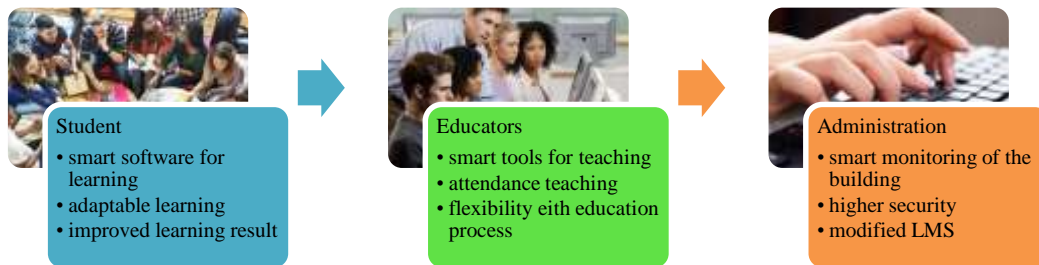 Student
• smart software for
learning
• adaptable learning
• improved learning result
Educators
• smart tools for teaching
• attendance teaching
• flexibility eith education
process
Administration
• smart monitoring of the
building
• higher security
• modified LMS